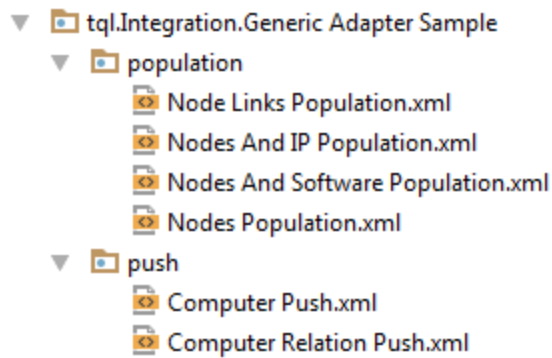 tql.Integration.Generic Adapter Sample
population
Node Links Population.xml
Nodes And IP Population.xml
Nodes And Software Population.xml
Nodes Population.xml
push
Computer Push.xml
Computer Relation Push.xml